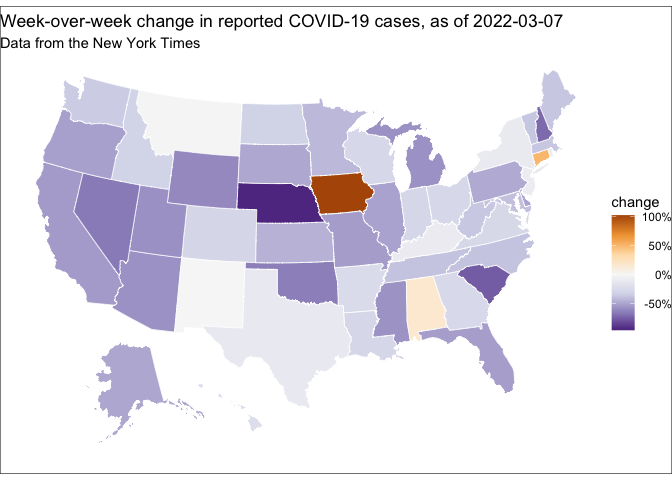 Week-over-week change in reported COVID-19 cases, as of 2022-03-07
Data from the New York Times
change
100%
50%
0%
-50%